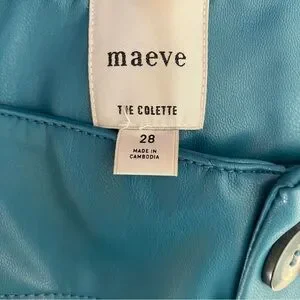 maeve
THE COLETTE
28
MADE IN
CAMBODIA